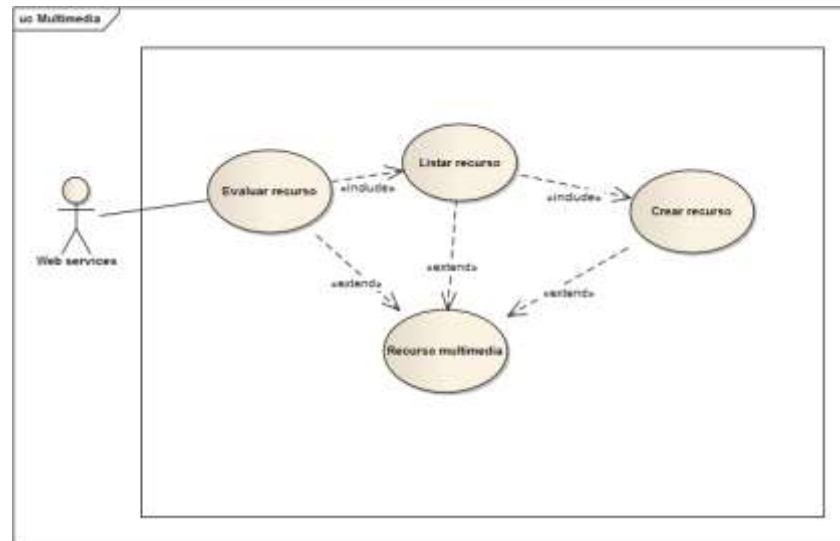 uc Multimedia
Listar recurso
Evaluar recurso
«include»
«include»
Crear recurso
Web services
«extend»
«extend»
«extend»
Recurso multimedia